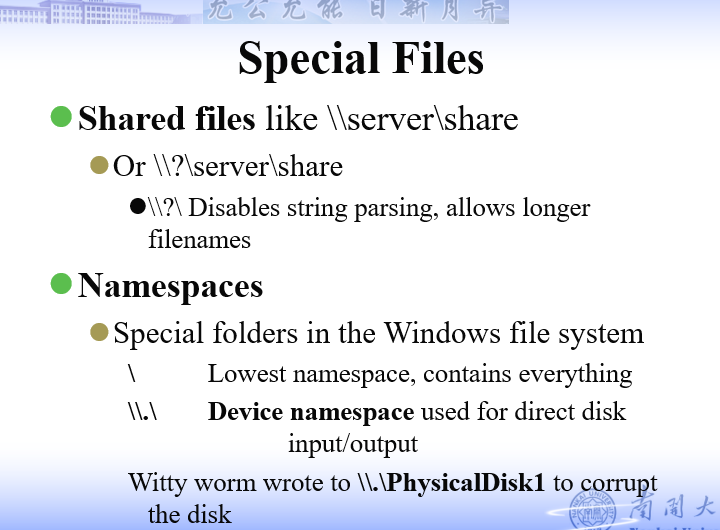 允公允能 日新月异
Special Files
Shared files like \\server\share
Or \\?\server\share
\\?\ Disables string parsing, allows longer
filenames
Namespaces
Special folders in the Windows file system
\ Lowest namespace, contains everything
\\.\ Device namespace used for direct disk
input/output
Witty worm wrote to \\.\PhysicalDisk1 to corrupt
the disk
南開大